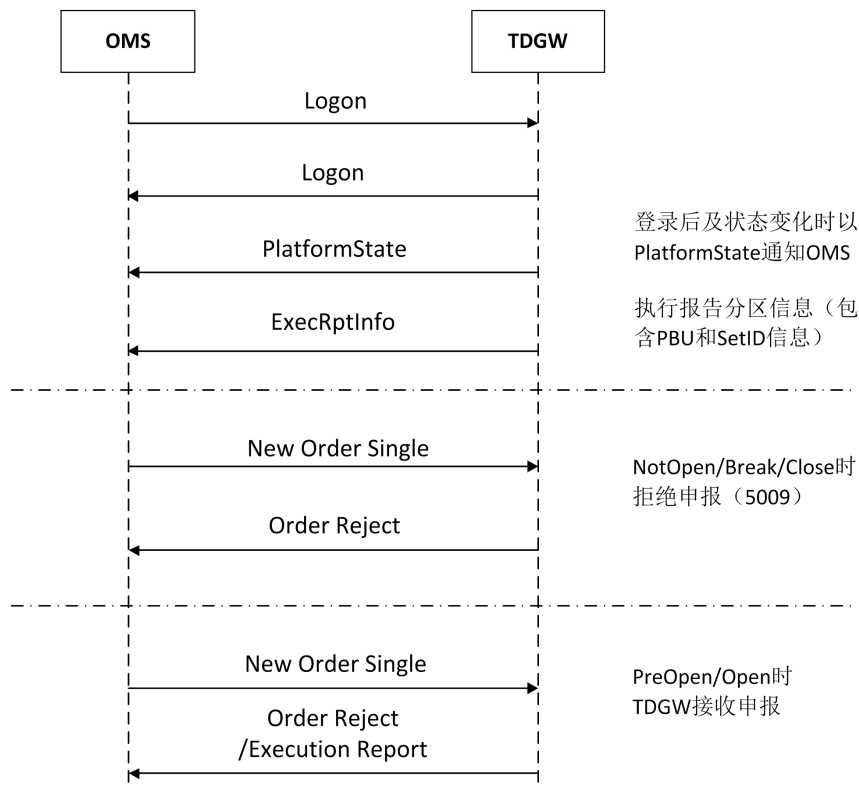 OMS
TDGW
Logon
Logon
PlatformState
登录后及状态变化时以
PlatformState通知OMS
ExecRptInfo
执行报告分区信息（包
含PBU和SetID信息）
New Order Single
NotOpen/Break/Close时
拒绝申报（5009）
Order Reject
New Order Single
PreOpen/Open时
TDGW接收申报
Order Reject
/Execution Report